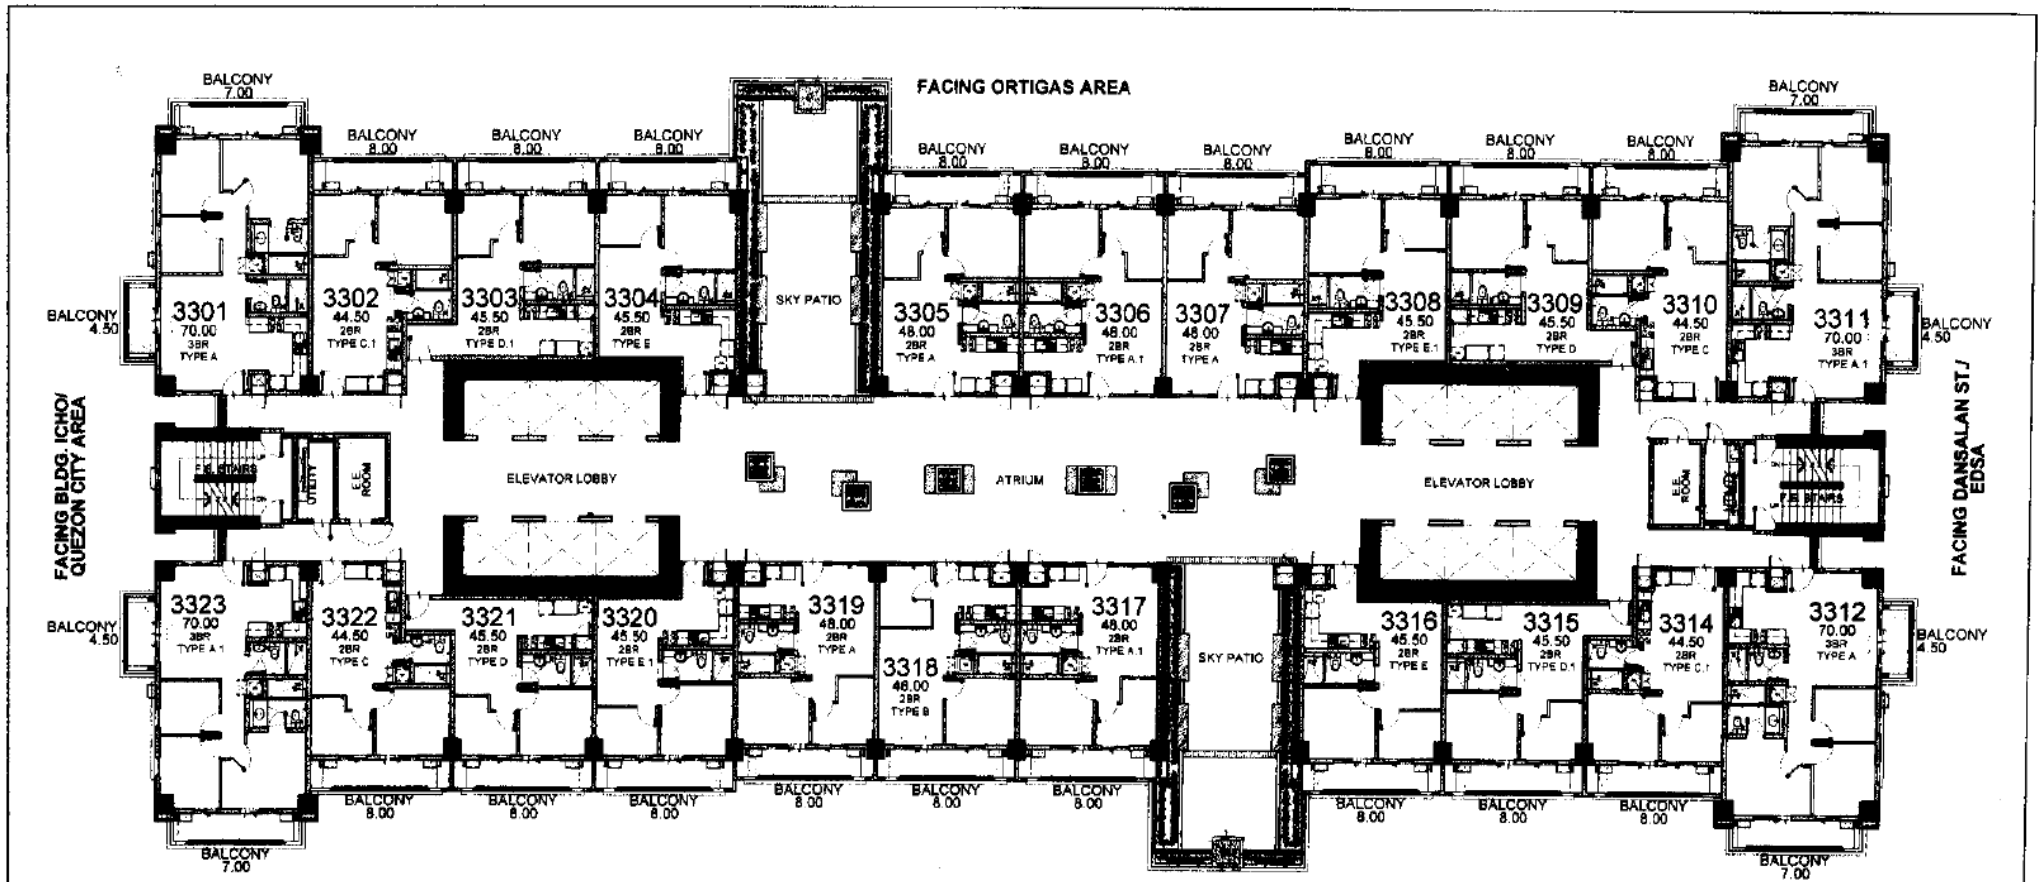 FACING ORTIGAS AREA
BALCONY
7.00
BALCONY
8.00
BALCONY
8.00
BALCONY
8.00
BALCONY
8.00
BALCONY
8.00
BALCONY
8.00
BALCONY
8.00
BALCONY
8.00
BALCONY
8.00
BALCONY
7.00
BALCONY
4.50
3301
70.00
3BR
TYPE A
3302
44.50
2BR
TYPE C.1
3303
45.50
2BR
TYPE D.1
3304
45.50
2BR
TYPE E
SKY PATIO
3305
48.00
2BR
TYPE A
3306
48.00
2BR
TYPE A.1
3307
48.00
2BR
TYPE A
3308
45.50
2BR
TYPE E.1
3309
45.50
2BR
TYPE D
3310
44.50
2BR
TYPE C
3311
70.00
3BR
TYPE A.1
BALCONY
4.50
FACING BLDG. ICHO/
QUEZON CITY AREA
F.E. STAIRS
UTILITY
E.E.
ROOM
ELEVATOR LOBBY
ATRIUM
ELEVATOR LOBBY
E.E.
ROOM
F.E. STAIRS
FACING DANSALAN ST./
EDSA
BALCONY
4.50
3323
70.00
3BR
TYPE A.1
3322
44.50
2BR
TYPE C
3321
45.50
2BR
TYPE D
3320
45.50
2BR
TYPE E.1
3319
48.00
2BR
TYPE A
3318
48.00
2BR
TYPE B
3317
48.00
2BR
TYPE A.1
SKY PATIO
3316
45.50
2BR
TYPE E
3315
45.50
2BR
TYPE D.1
3314
44.50
2BR
TYPE C.1
3312
70.00
3BR
TYPE A
BALCONY
4.50
BALCONY
7.00
BALCONY
8.00
BALCONY
8.00
BALCONY
8.00
BALCONY
8.00
BALCONY
8.00
BALCONY
8.00
BALCONY
8.00
BALCONY
8.00
BALCONY
8.00
BALCONY
7.00